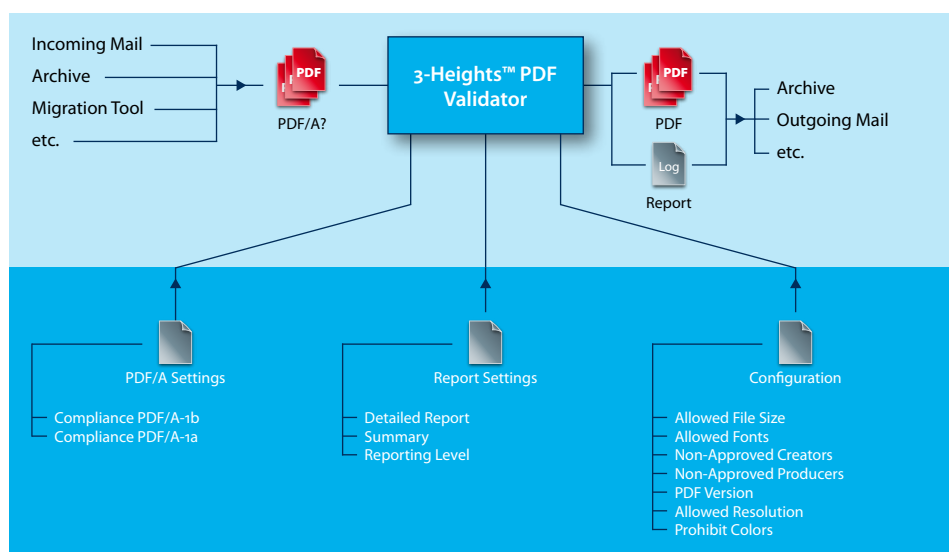 Incoming Mail
Archive
Migration Tool
etc.
PDF
PDF/A?
3-Heights™ PDF
Validator
PDF
PDF
Log
Report
Archive
Outgoing Mail
etc.
PDF/A Settings
Compliance PDF/A-1b
Compliance PDF/A-1a
Report Settings
Detailed Report
Summary
Reporting Level
Configuration
Allowed File Size
Allowed Fonts
Non-Approved Creators
Non-Approved Producers
PDF Version
Allowed Resolution
Prohibit Colors